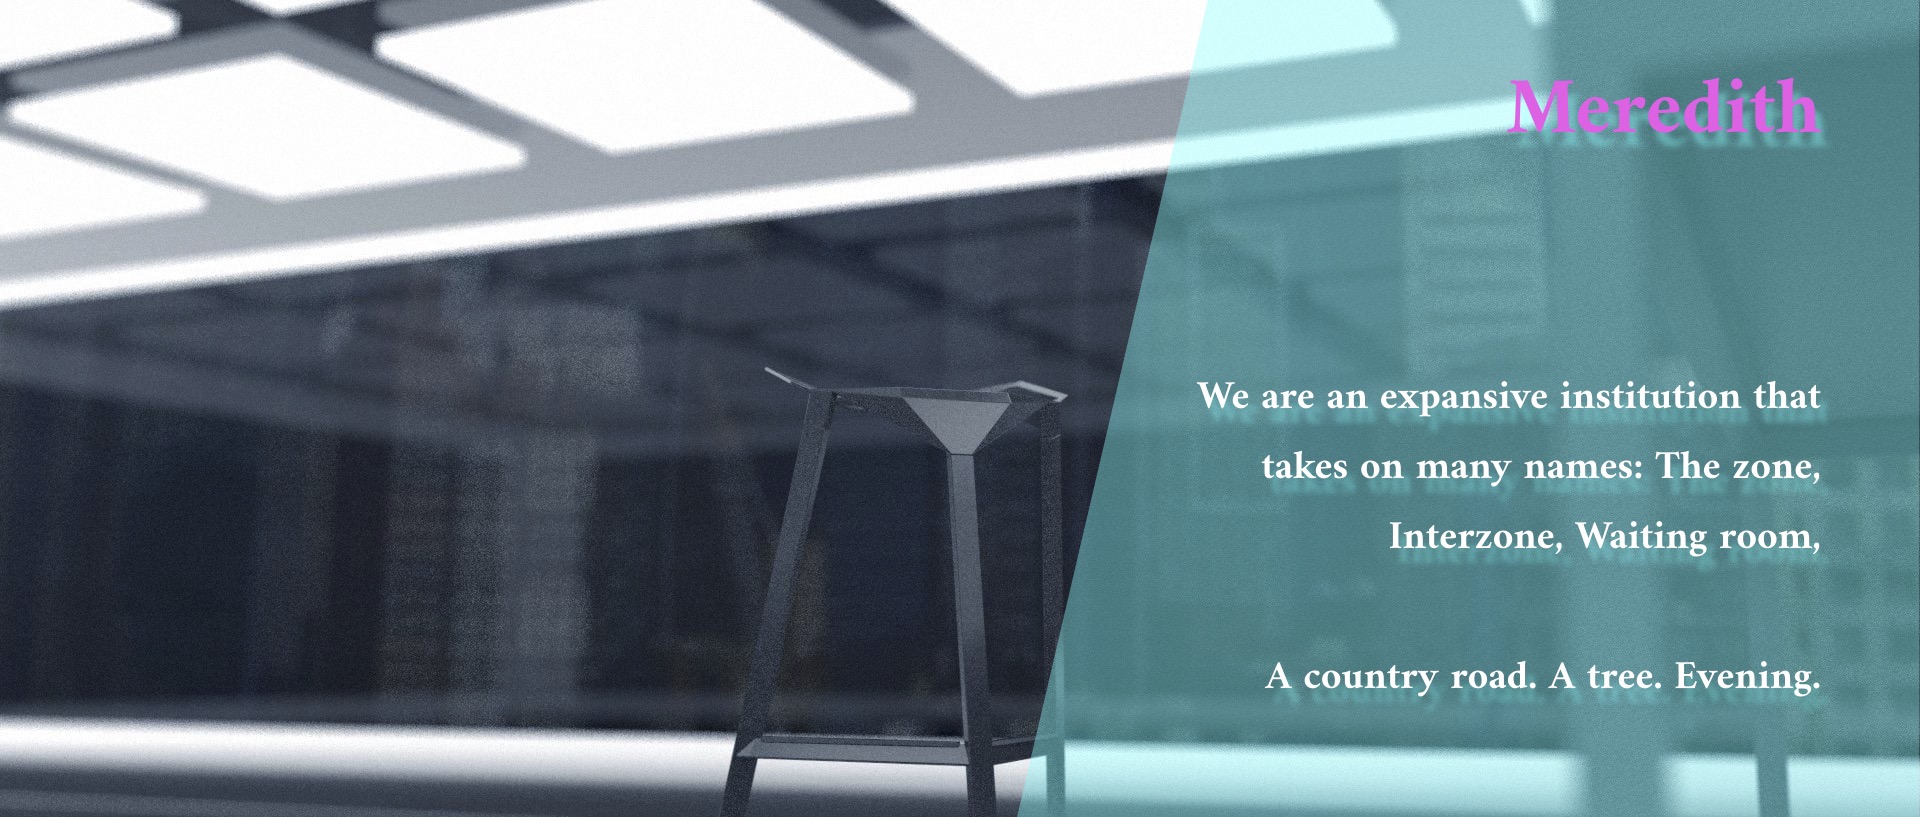 Meredith
We are an expansive institution that
takes on many names: The zone,
Interzone, Waiting room,
A country road. A tree. Evening.